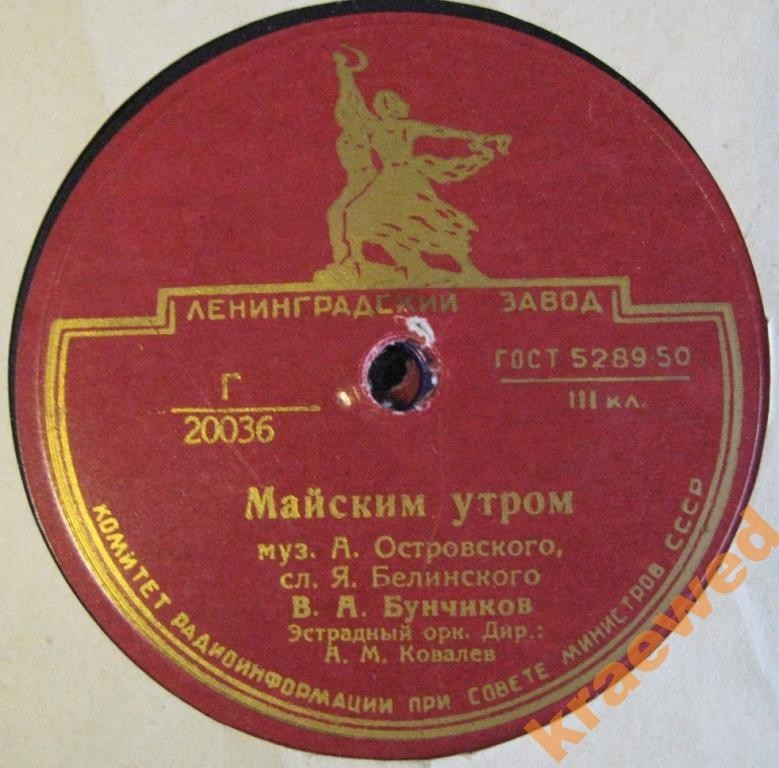 ЛЕНИНГРАДСКИЙ ЗАВОД
Г
20036
ГОСТ 5289-50
III кл.
Майским утром
муз. А. Островского,
сл. Я. Белинского
В. А. Бунчиков
Эстрадный орк. Дир.:
А. М. Ковалев
КОМИТЕТ РАДИОИНФОРМАЦИИ ПРИ СОВЕТЕ МИНИСТРОВ СССР
kraewed